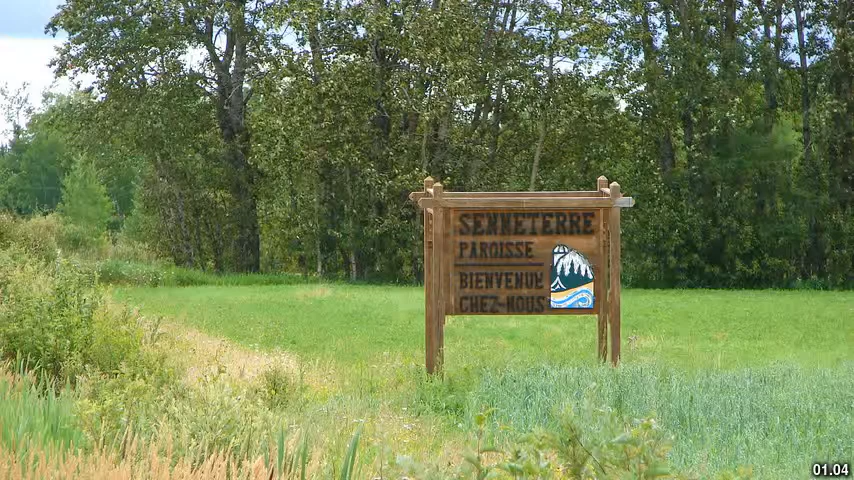 SENNETERRE
PAROISSE
BIENVENUE
CHEZ-NOUS
01.04